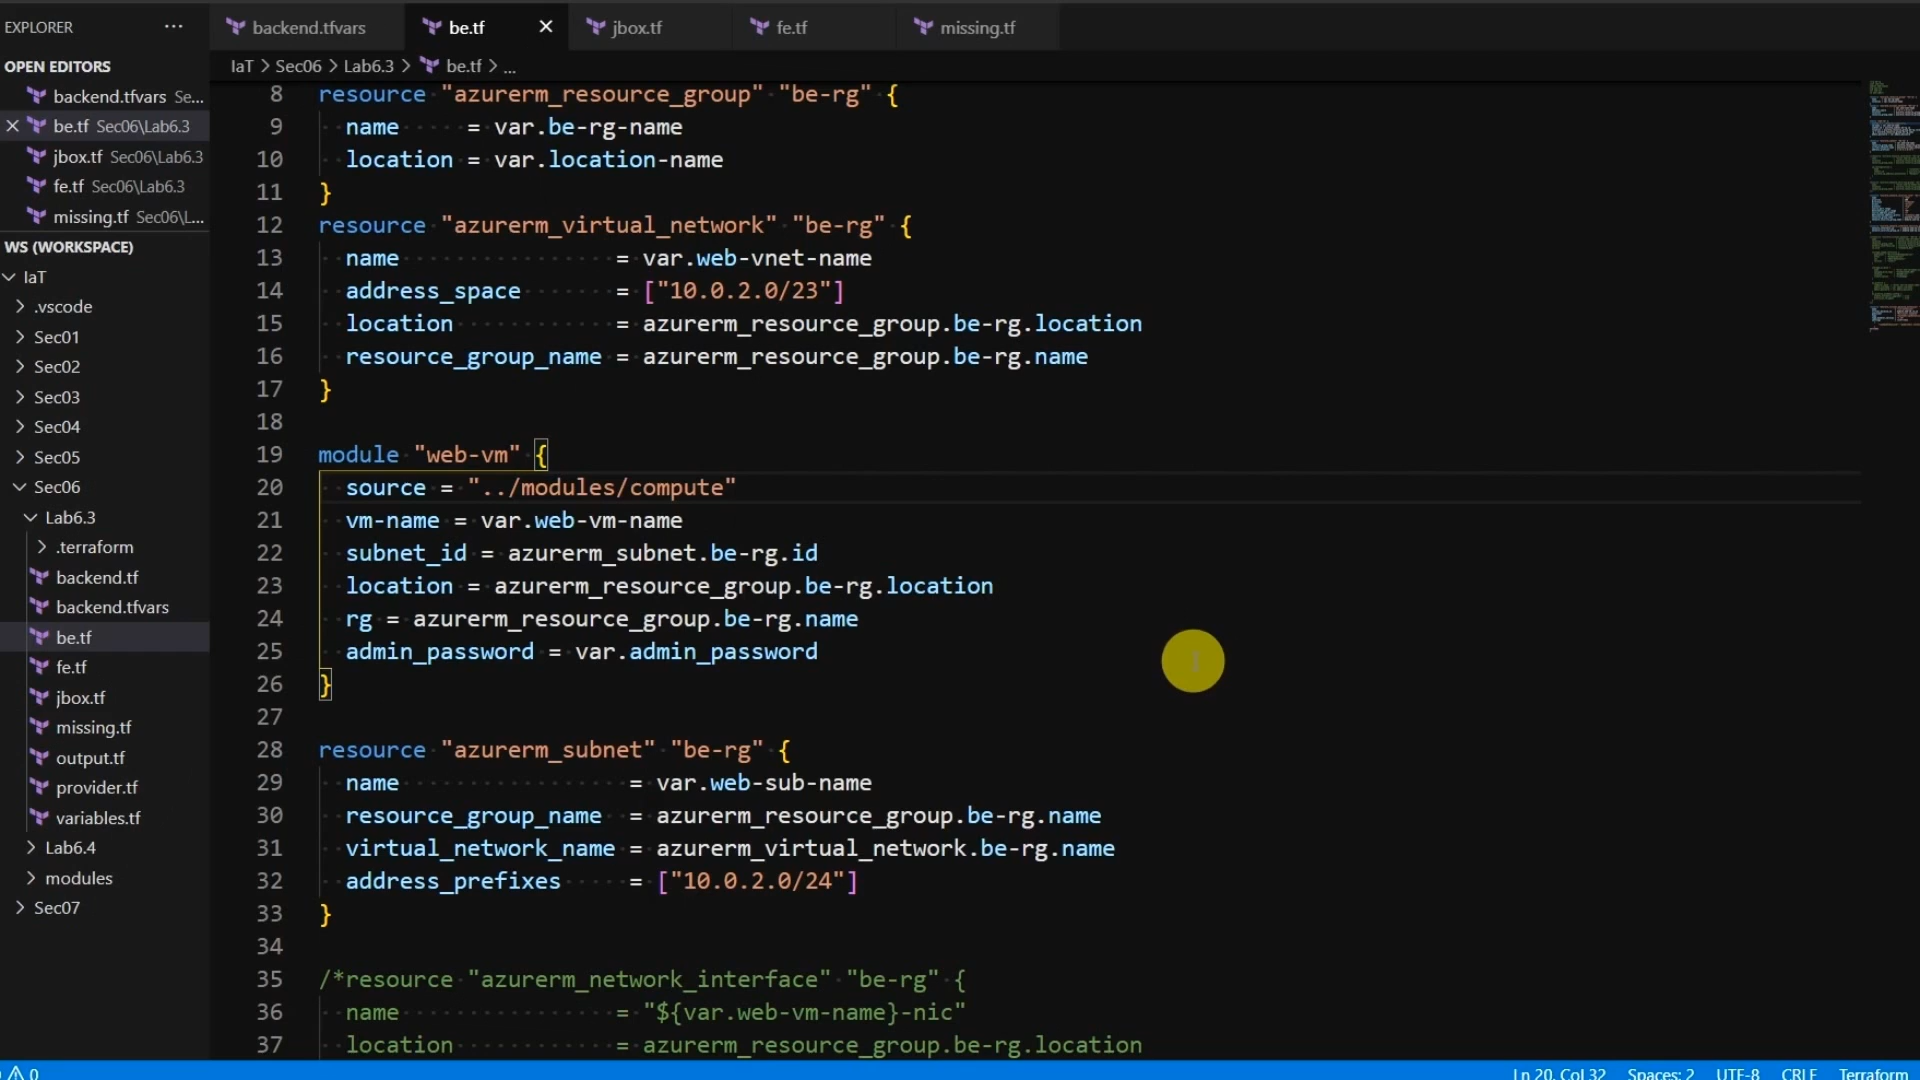 EXPLORER
OPEN EDITORS
backend.tfvars Se...
be.tf Sec06\Lab6.3
jbox.tf Sec06\Lab6.3
fe.tf Sec06\Lab6.3
missing.tf Sec06\L...
WS (WORKSPACE)
IaT
.vscode
Sec01
Sec02
Sec03
Sec04
Sec05
Sec06
Lab6.3
.terraform
backend.tf
backend.tfvars
be.tf
fe.tf
jbox.tf
missing.tf
output.tf
provider.tf
variables.tf
Lab6.4
modules
Sec07
backend.tfvars be.tf jbox.tf fe.tf missing.tf
IaT > Sec06 > Lab6.3 > be.tf > ...
8 resource "azurerm_resource_group" "be-rg" {
9 name = var.be-rg-name
10 location = var.location-name
11 }
12 resource "azurerm_virtual_network" "be-rg" {
13 name = var.web-vnet-name
14 address_space = ["10.0.2.0/23"]
15 location = azurerm_resource_group.be-rg.location
16 resource_group_name = azurerm_resource_group.be-rg.name
17 }
18
19 module "web-vm" {
20 source = "../modules/compute"
21 vm-name = var.web-vm-name
22 subnet_id = azurerm_subnet.be-rg.id
23 location = azurerm_resource_group.be-rg.location
24 rg = azurerm_resource_group.be-rg.name
25 admin_password = var.admin_password
26 }
27
28 resource "azurerm_subnet" "be-rg" {
29 name = var.web-sub-name
30 resource_group_name = azurerm_resource_group.be-rg.name
31 virtual_network_name = azurerm_virtual_network.be-rg.name
32 address_prefixes = ["10.0.2.0/24"]
33 }
34
35 /*resource "azurerm_network_interface" "be-rg" {
36 name = "${var.web-vm-name}-nic"
37 location = azurerm_resource_group.be-rg.location
0 Ln 20, Col 32 Spaces: 2 UTF-8 CRLF Terraform